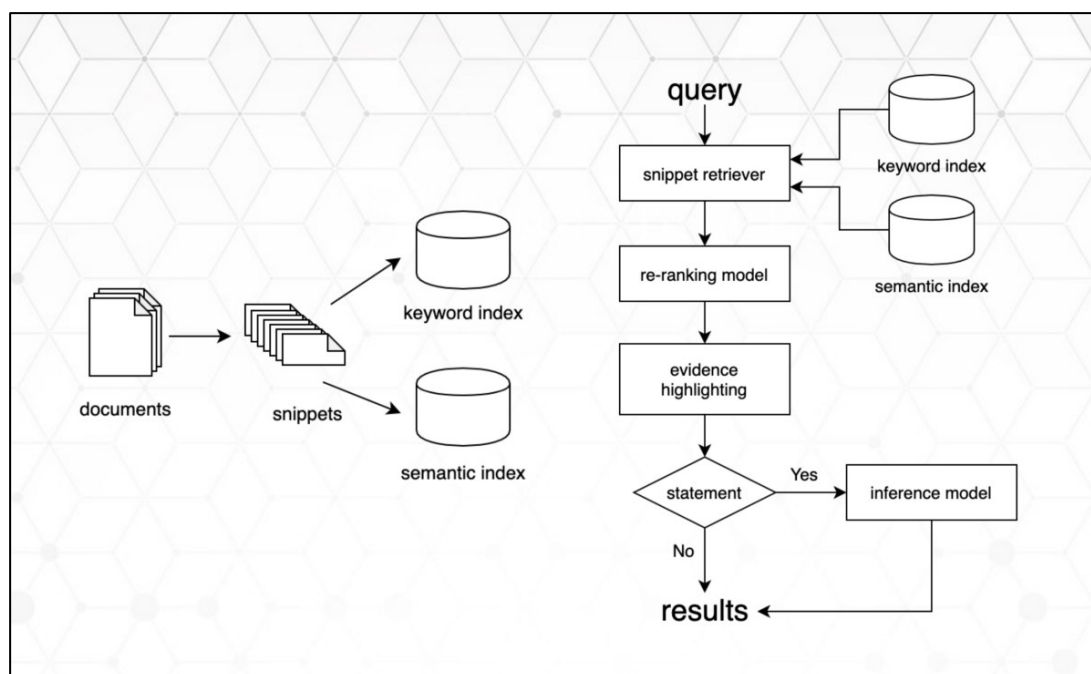 documents
snippets
keyword index
semantic index
query
snippet retriever
keyword index
semantic index
re-ranking model
evidence
highlighting
statement
Yes
inference model
No
results